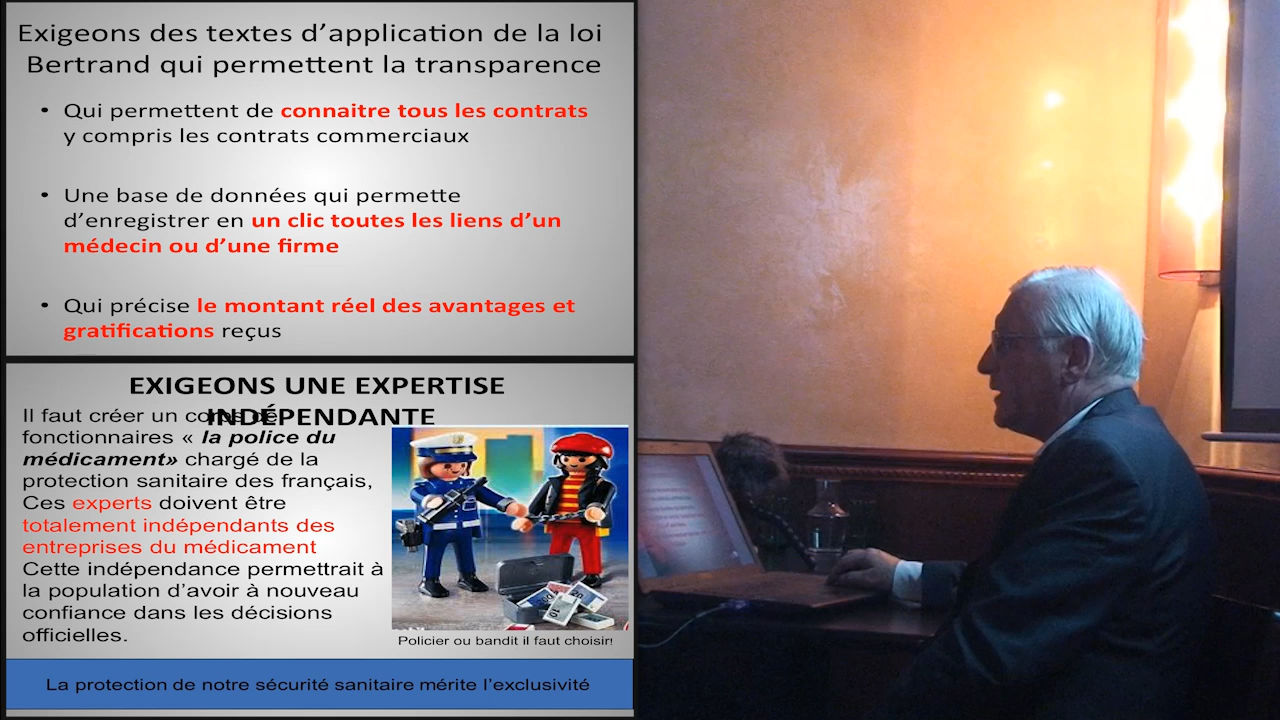 Exigeons des textes d’application de la loi
Bertrand qui permettent la transparence
• Qui permettent de connaitre tous les contrats
y compris les contrats commerciaux
• Une base de données qui permette
d’enregistrer en un clic toutes les liens d’un
médecin ou d’une firme
• Qui précise le montant réel des avantages et
gratifications reçus
EXIGEONS UNE EXPERTISE
INDÉPENDANTE
Il faut créer un corps de
fonctionnaires « la police du
médicament» chargé de la
protection sanitaire des français,
Ces experts doivent être
totalement indépendants des
entreprises du médicament
Cette indépendance permettrait à
la population d’avoir à nouveau
confiance dans les décisions
officielles.
Policier ou bandit il faut choisir!
La protection de notre sécurité sanitaire mérite l’exclusivité